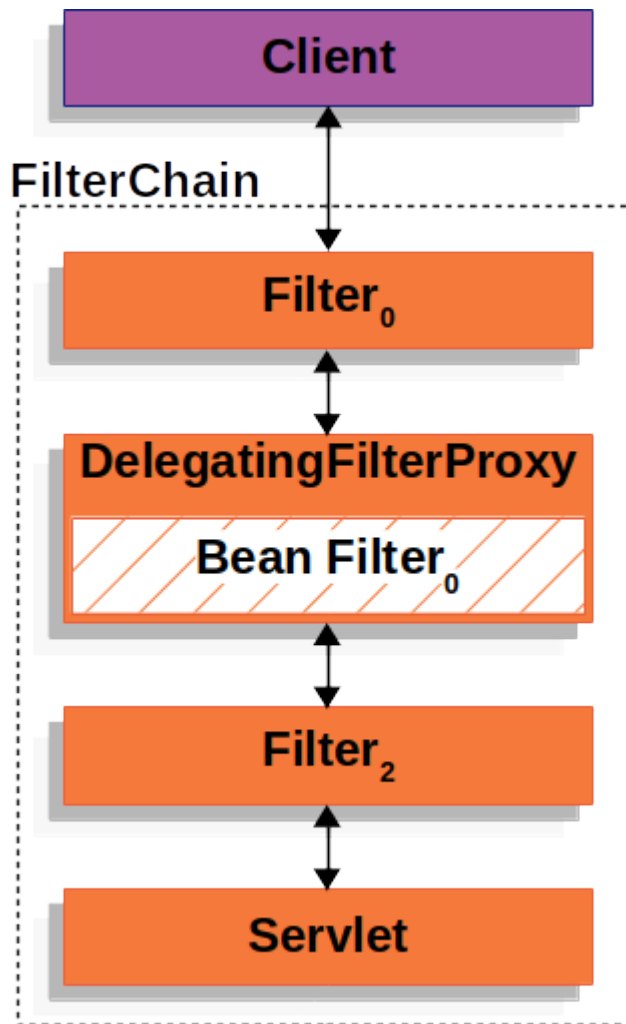 Client
FilterChain
Filter₀
DelegatingFilterProxy
Bean Filter₀
Filter₂
Servlet